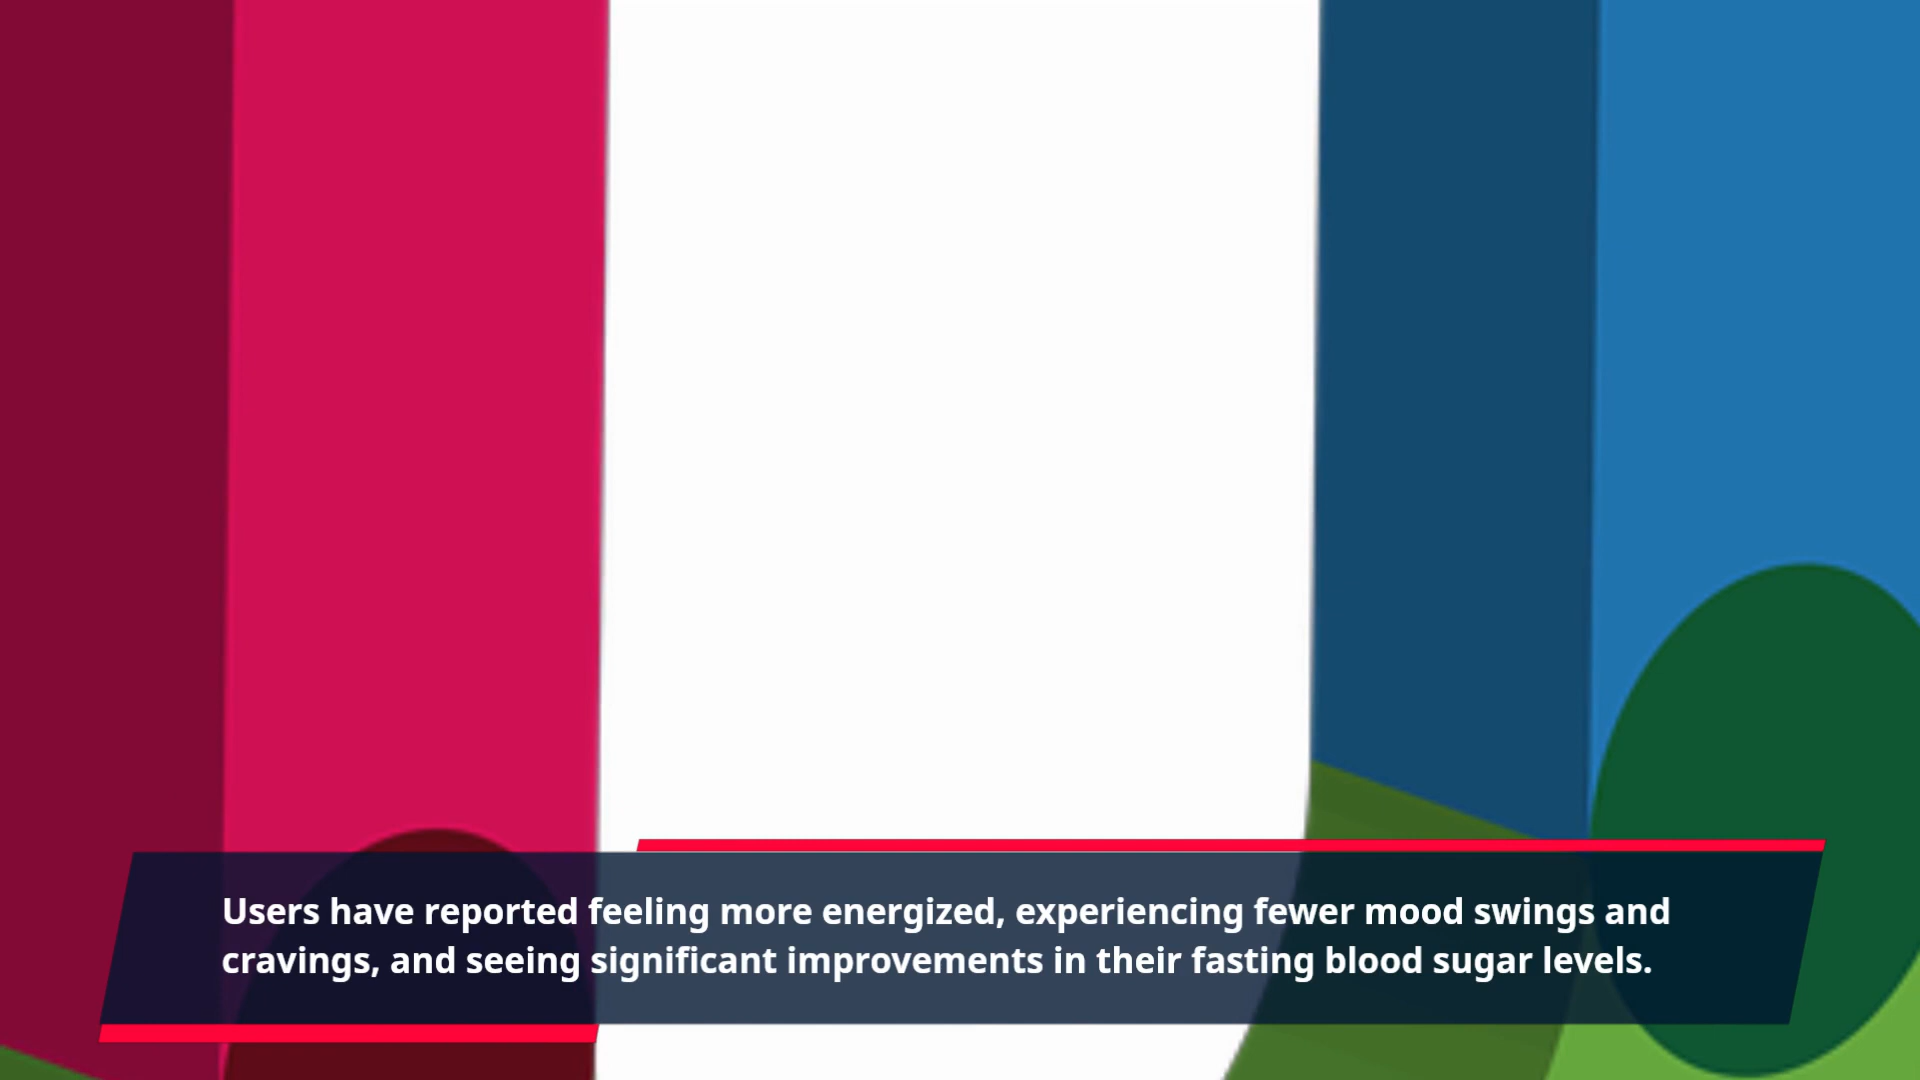 Users have reported feeling more energized, experiencing fewer mood swings and
cravings, and seeing significant improvements in their fasting blood sugar levels.